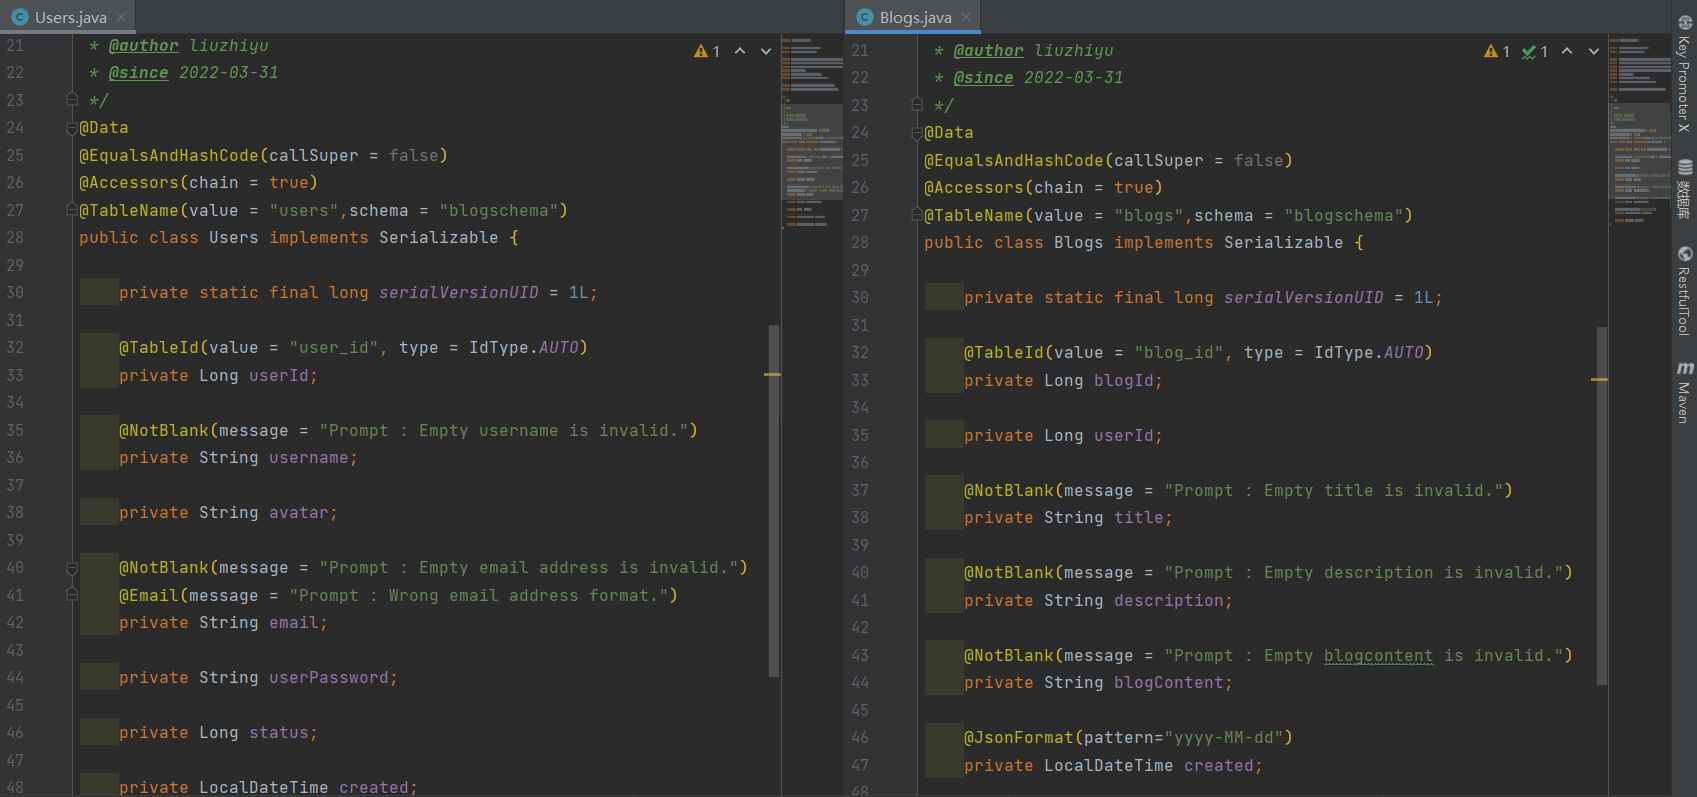 Users.java
21 * @author liuzhiyu
22 * @since 2022-03-31
23 */
24 @Data
25 @EqualsAndHashCode(callSuper = false)
26 @Accessors(chain = true)
27 @TableName(value = "users",schema = "blogschema")
28 public class Users implements Serializable {
29
30 private static final long serialVersionUID = 1L;
31
32 @TableId(value = "user_id", type = IdType.AUTO)
33 private Long userId;
34
35 @NotBlank(message = "Prompt : Empty username is invalid.")
36 private String username;
37
38 private String avatar;
39
40 @NotBlank(message = "Prompt : Empty email address is invalid.")
41 @Email(message = "Prompt : Wrong email address format.")
42 private String email;
43
44 private String userPassword;
45
46 private Long status;
47
48 private LocalDateTime created;
1
Blogs.java
21 * @author liuzhiyu
22 * @since 2022-03-31
23 */
24 @Data
25 @EqualsAndHashCode(callSuper = false)
26 @Accessors(chain = true)
27 @TableName(value = "blogs",schema = "blogschema")
28 public class Blogs implements Serializable {
29
30 private static final long serialVersionUID = 1L;
31
32 @TableId(value = "blog_id", type = IdType.AUTO)
33 private Long blogId;
34
35 private Long userId;
36
37 @NotBlank(message = "Prompt : Empty title is invalid.")
38 private String title;
39
40 @NotBlank(message = "Prompt : Empty description is invalid.")
41 private String description;
42
43 @NotBlank(message = "Prompt : Empty blogcontent is invalid.")
44 private String blogContent;
45
46 @JsonFormat(pattern="yyyy-MM-dd")
47 private LocalDateTime created;
48
1 1
Key Promoter X
数据库
RestfulTool
Maven